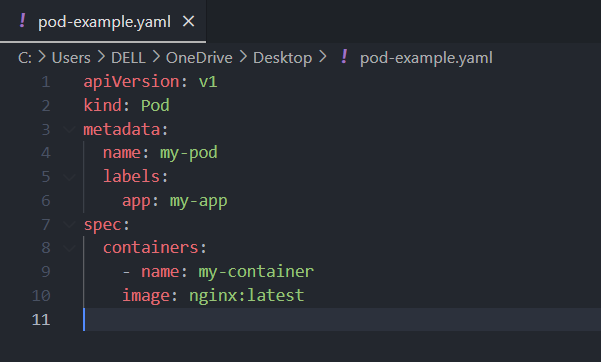 ! pod-example.yaml ×
C: > Users > DELL > OneDrive > Desktop > ! pod-example.yaml
1 apiVersion: v1
2 kind: Pod
3 metadata:
4   name: my-pod
5   labels:
6     app: my-app
7 spec:
8   containers:
9     - name: my-container
10     image: nginx:latest
11